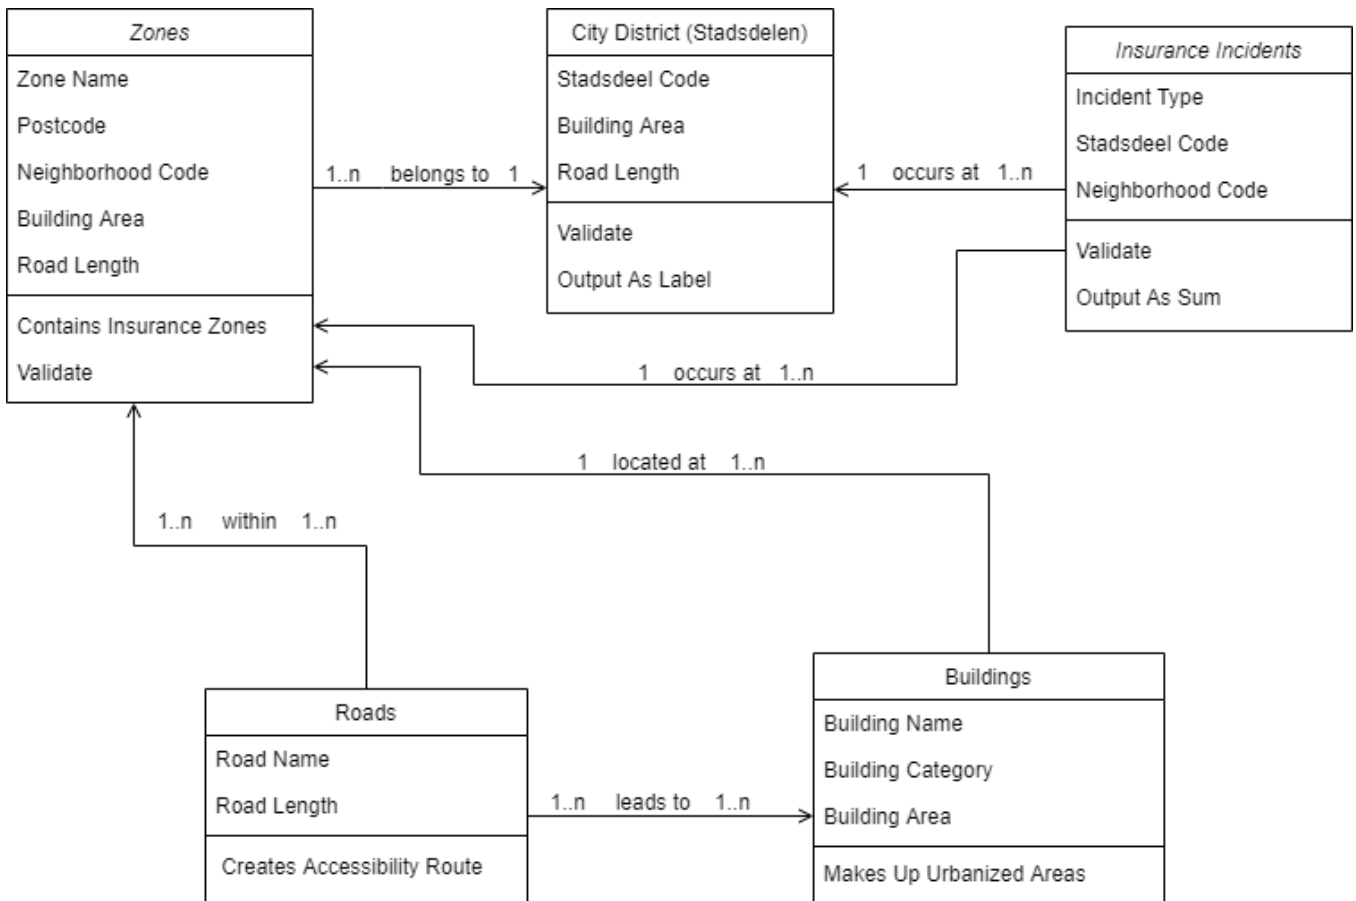 Zones
Zone Name
Postcode
Neighborhood Code
Building Area
Road Length
Contains Insurance Zones
Validate
1..n belongs to 1
City District (Stadsdelen)
Stadsdeel Code
Building Area
Road Length
Validate
Output As Label
1 occurs at 1..n
Insurance Incidents
Incident Type
Stadsdeel Code
Neighborhood Code
Validate
Output As Sum
1 occurs at 1..n
1 located at 1..n
1..n within 1..n
Roads
Road Name
Road Length
Creates Accessibility Route
1..n leads to 1..n
Buildings
Building Name
Building Category
Building Area
Makes Up Urbanized Areas